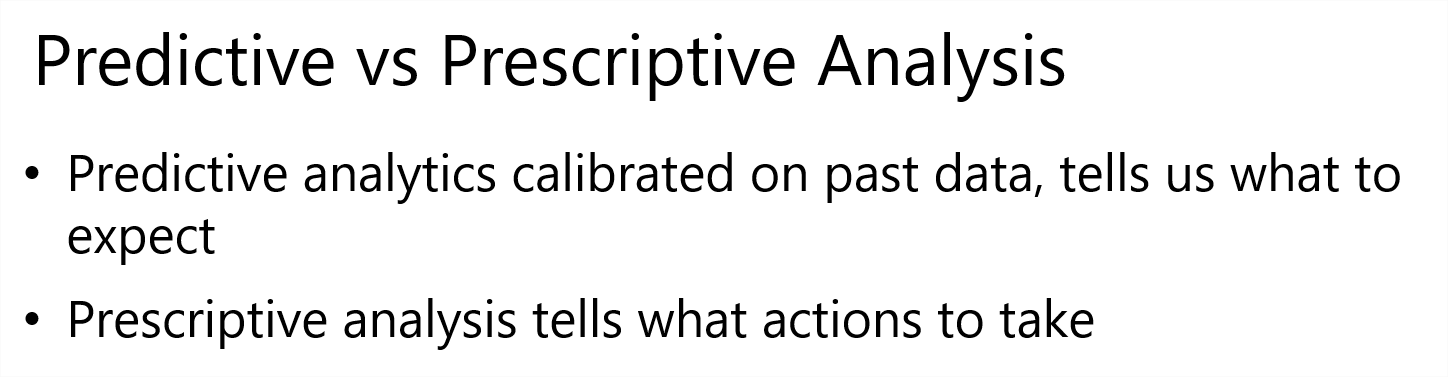 Predictive vs Prescriptive Analysis
• Predictive analytics calibrated on past data, tells us what to
expect
• Prescriptive analysis tells what actions to take